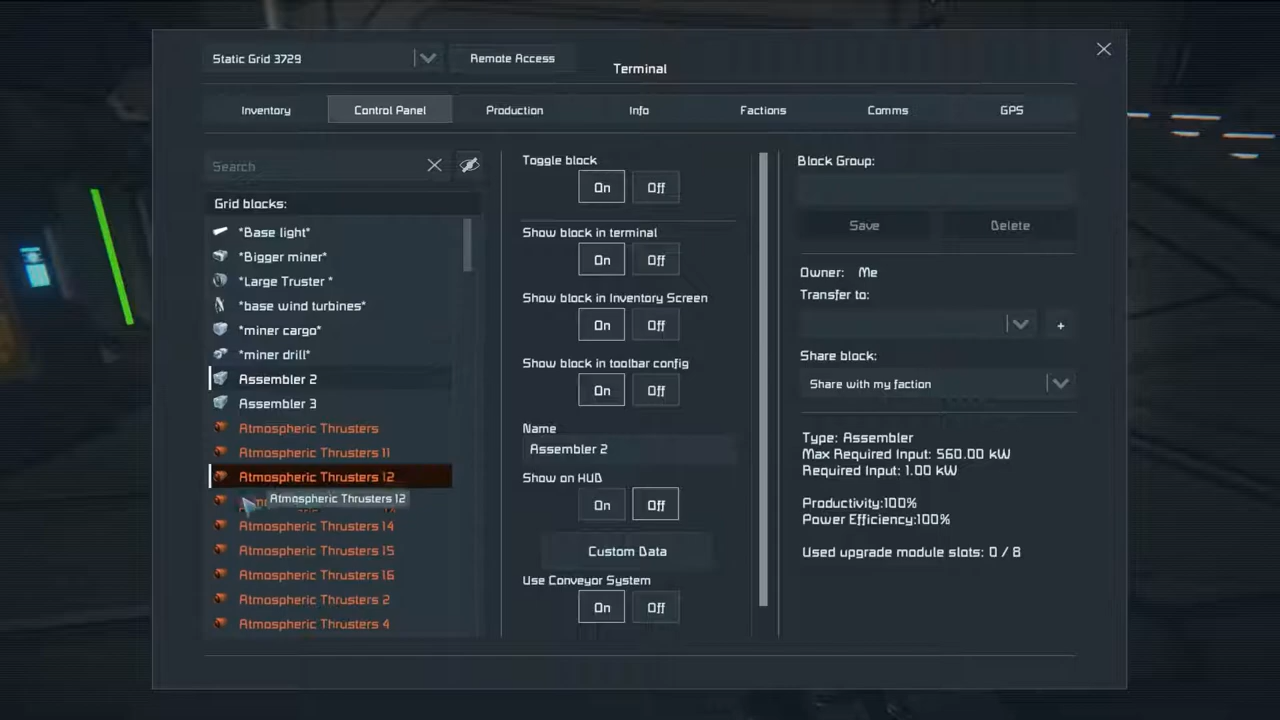 Static Grid 3729
Remote Access
Terminal
Inventory
Control Panel
Production
Info
Factions
Comms
GPS
Search
Grid blocks:
*Base light*
*Bigger miner*
*Large Truster *
*base wind turbines*
*miner cargo*
*miner drill*
Assembler 2
Assembler 3
Atmospheric Thrusters
Atmospheric Thrusters 11
Atmospheric Thrusters 12
Atmospheric Thrusters 12
Atmospheric Thrusters 14
Atmospheric Thrusters 15
Atmospheric Thrusters 16
Atmospheric Thrusters 2
Atmospheric Thrusters 4
Toggle block
On Off
Show block in terminal
On Off
Show block in Inventory Screen
On Off
Show block in toolbar config
On Off
Name
Assembler 2
Show on HUD
On Off
Custom Data
Use Conveyor System
On Off
Block Group:
Save Delete
Owner: Me
Transfer to:
+
Share block:
Share with my faction
Type: Assembler
Max Required Input: 560.00 kW
Required Input: 1.00 kW
Productivity:100%
Power Efficiency:100%
Used upgrade module slots: 0 / 8